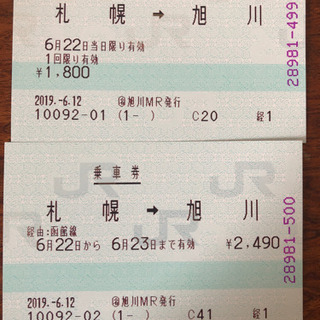 札幌 → 旭川
6月22日当日限り有効
1回限り有効
¥1,800
2019.-6.12 旭川MR発行
10092-01 (1- ) C20 経1
28981-499
JR
乗車券
札幌 → 旭川
経由:函館線
6月22日から 6月23日まで有効 ¥2,490
2019.-6.12 旭川MR発行
10092-02 (1- ) C41 経1
28981-500